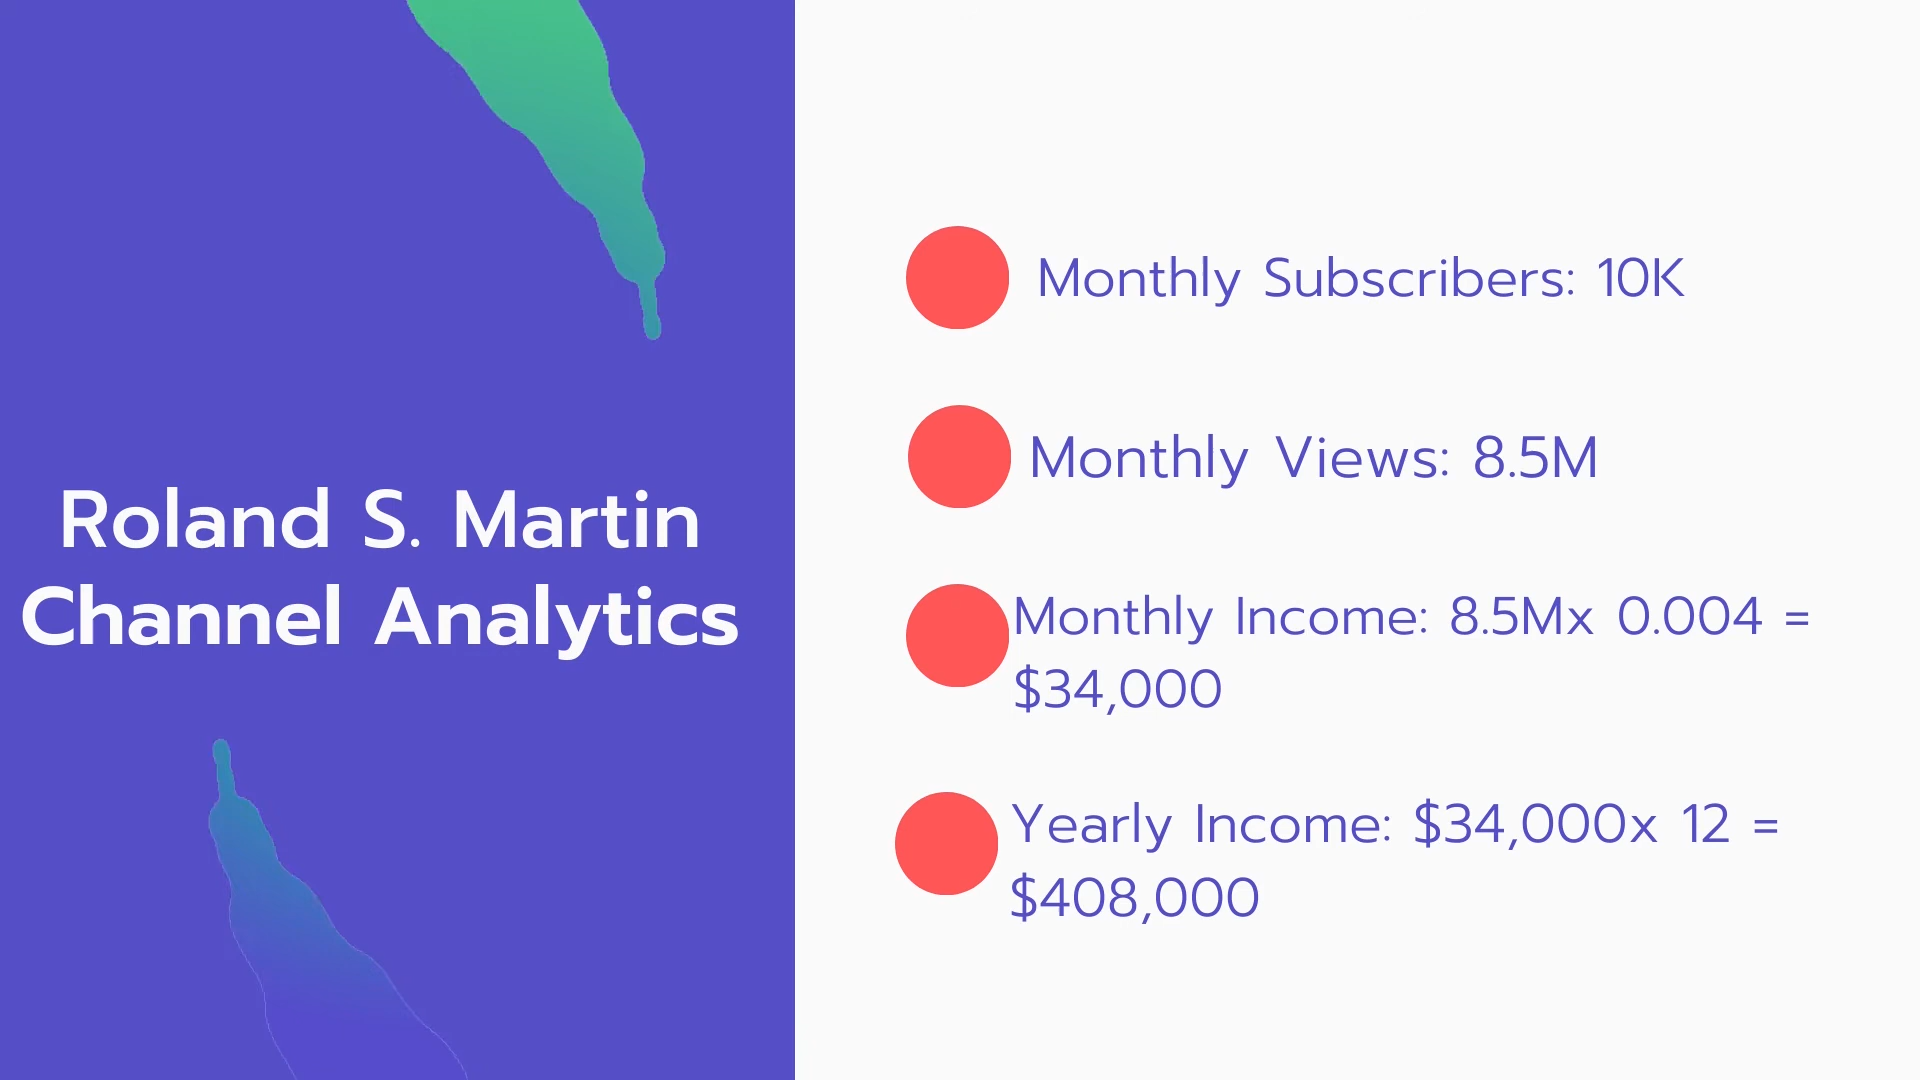 Roland S. Martin
Channel Analytics
Monthly Subscribers: 10K
Monthly Views: 8.5M
Monthly Income: 8.5Mx 0.004 =
$34,000
Yearly Income: $34,000x 12 =
$408,000